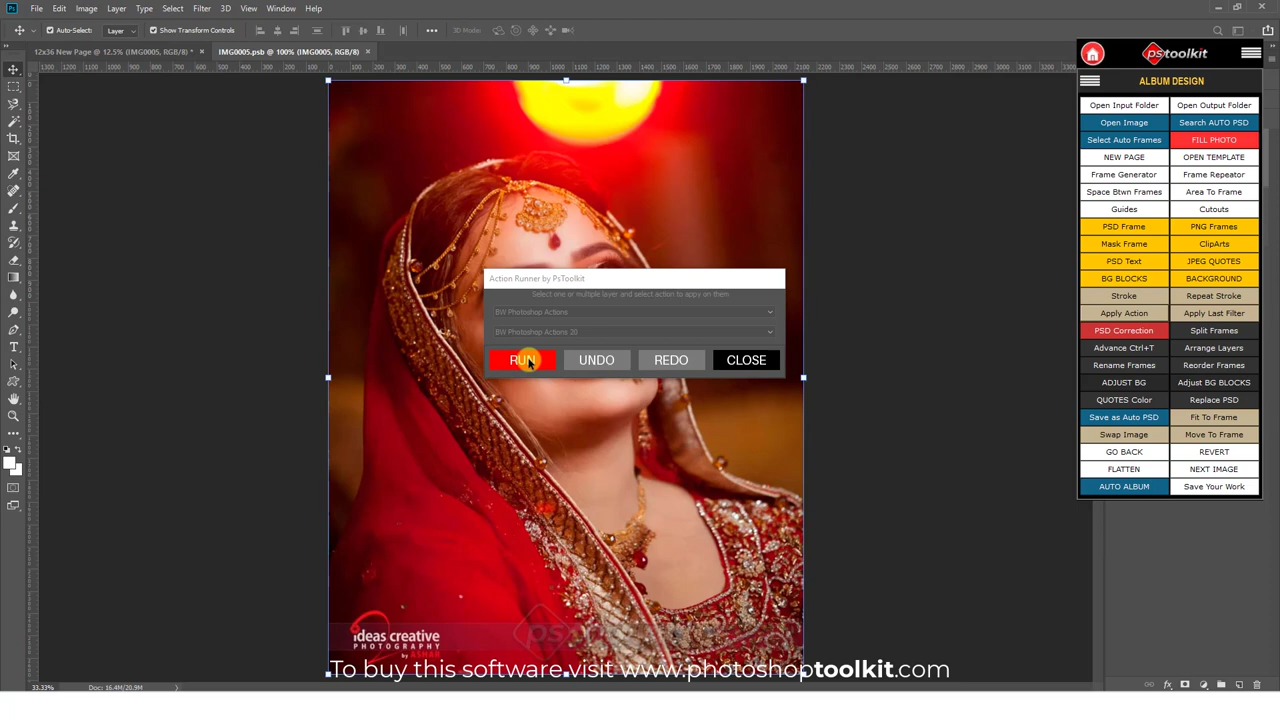 File Edit Image Layer Type Select Filter 3D View Window Help
Auto-Select: Layer Show Transform Controls 3D Mode:
12x36 New Page @ 12.5% (IMG0005, RGB/8) * × IMG0005.psb @ 100% (IMG0005, RGB/8) ×
pstoolkit
ALBUM DESIGN
Open Input Folder Open Output Folder
Open Image Search AUTO PSD
Select Auto Frames FILL PHOTO
NEW PAGE OPEN TEMPLATE
Frame Generator Frame Repeator
Space Btwn Frames Area To Frame
Guides Cutouts
PSD Frame PNG Frames
Mask Frame ClipArts
PSD Text JPEG QUOTES
BG BLOCKS BACKGROUND
Stroke Repeat Stroke
Apply Action Apply Last Filter
PSD Correction Split Frames
Advance Ctrl+T Arrange Layers
Rename Frames Reorder Frames
ADJUST BG Adjust BG BLOCKS
QUOTES Color Replace PSD
Save as Auto PSD Fit To Frame
Swap Image Move To Frame
GO BACK REVERT
FLATTEN NEXT IMAGE
AUTO ALBUM Save Your Work
Action Runner by PsToolkit
Select one or multiple layer and select action to appy on them
BW Photoshop Actions
BW Photoshop Actions 20
RUN UNDO REDO CLOSE
ideas creative
PHOTOGRAPHY
by ASHAB
To buy this software visit www.photoshoptoolkit.com
33.33% Doc: 16.4M/20.9M